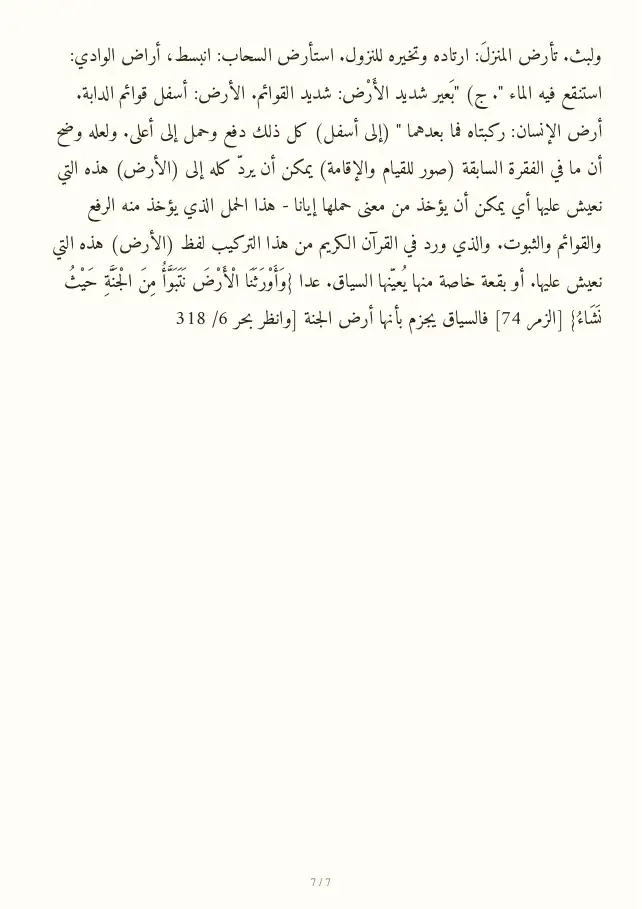 ولبث. تأرض المنزلَ: ارتاده وتخيره للنزول. استأرض السحاب: انبسط، أراض الوادي:
استنقع فيه الماء ". ج) "بَعير شديد الأَرْض: شديد القوائم. الأرض: أسفل قوائم الدابة.
أرض الإنسان: ركبتاه فما بعدهما " (إلى أسفل) كل ذلك دفع وحمل إلى أعلى. ولعله وضح
أن ما في الفقرة السابقة (صور للقيام والإقامة) يمكن أن يردّ كله إلى (الأرض) هذه التي
نعيش عليها أي يمكن أن يؤخذ من معنى حملها إيانا - هذا الحمل الذي يؤخذ منه الرفع
والقوائم والثبوت. والذي ورد في القرآن الكريم من هذا التركيب لفظ (الأرض) هذه التي
نعيش عليها. أو بقعة خاصة منها يُعيّنها السياق. عدا {وَأَوْرَثَنَا الْأَرْضَ نَتَبَوَّأُ مِنَ الْجَنَّةِ حَيْثُ
نَشَاءُ} [الزمر 74] فالسياق يجزم بأنها أرض الجنة [وانظر بحر 6/ 318
7 / 7